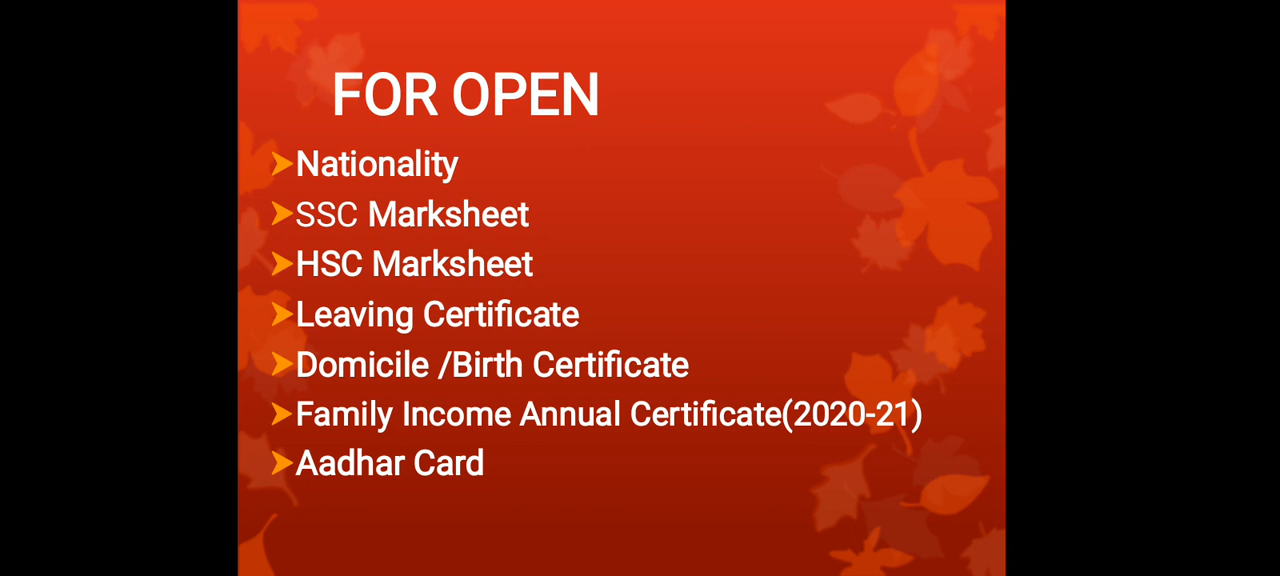 FOR OPEN
➤Nationality
➤SSC Marksheet
➤HSC Marksheet
➤Leaving Certificate
➤Domicile /Birth Certificate
➤Family Income Annual Certificate(2020-21)
➤Aadhar Card